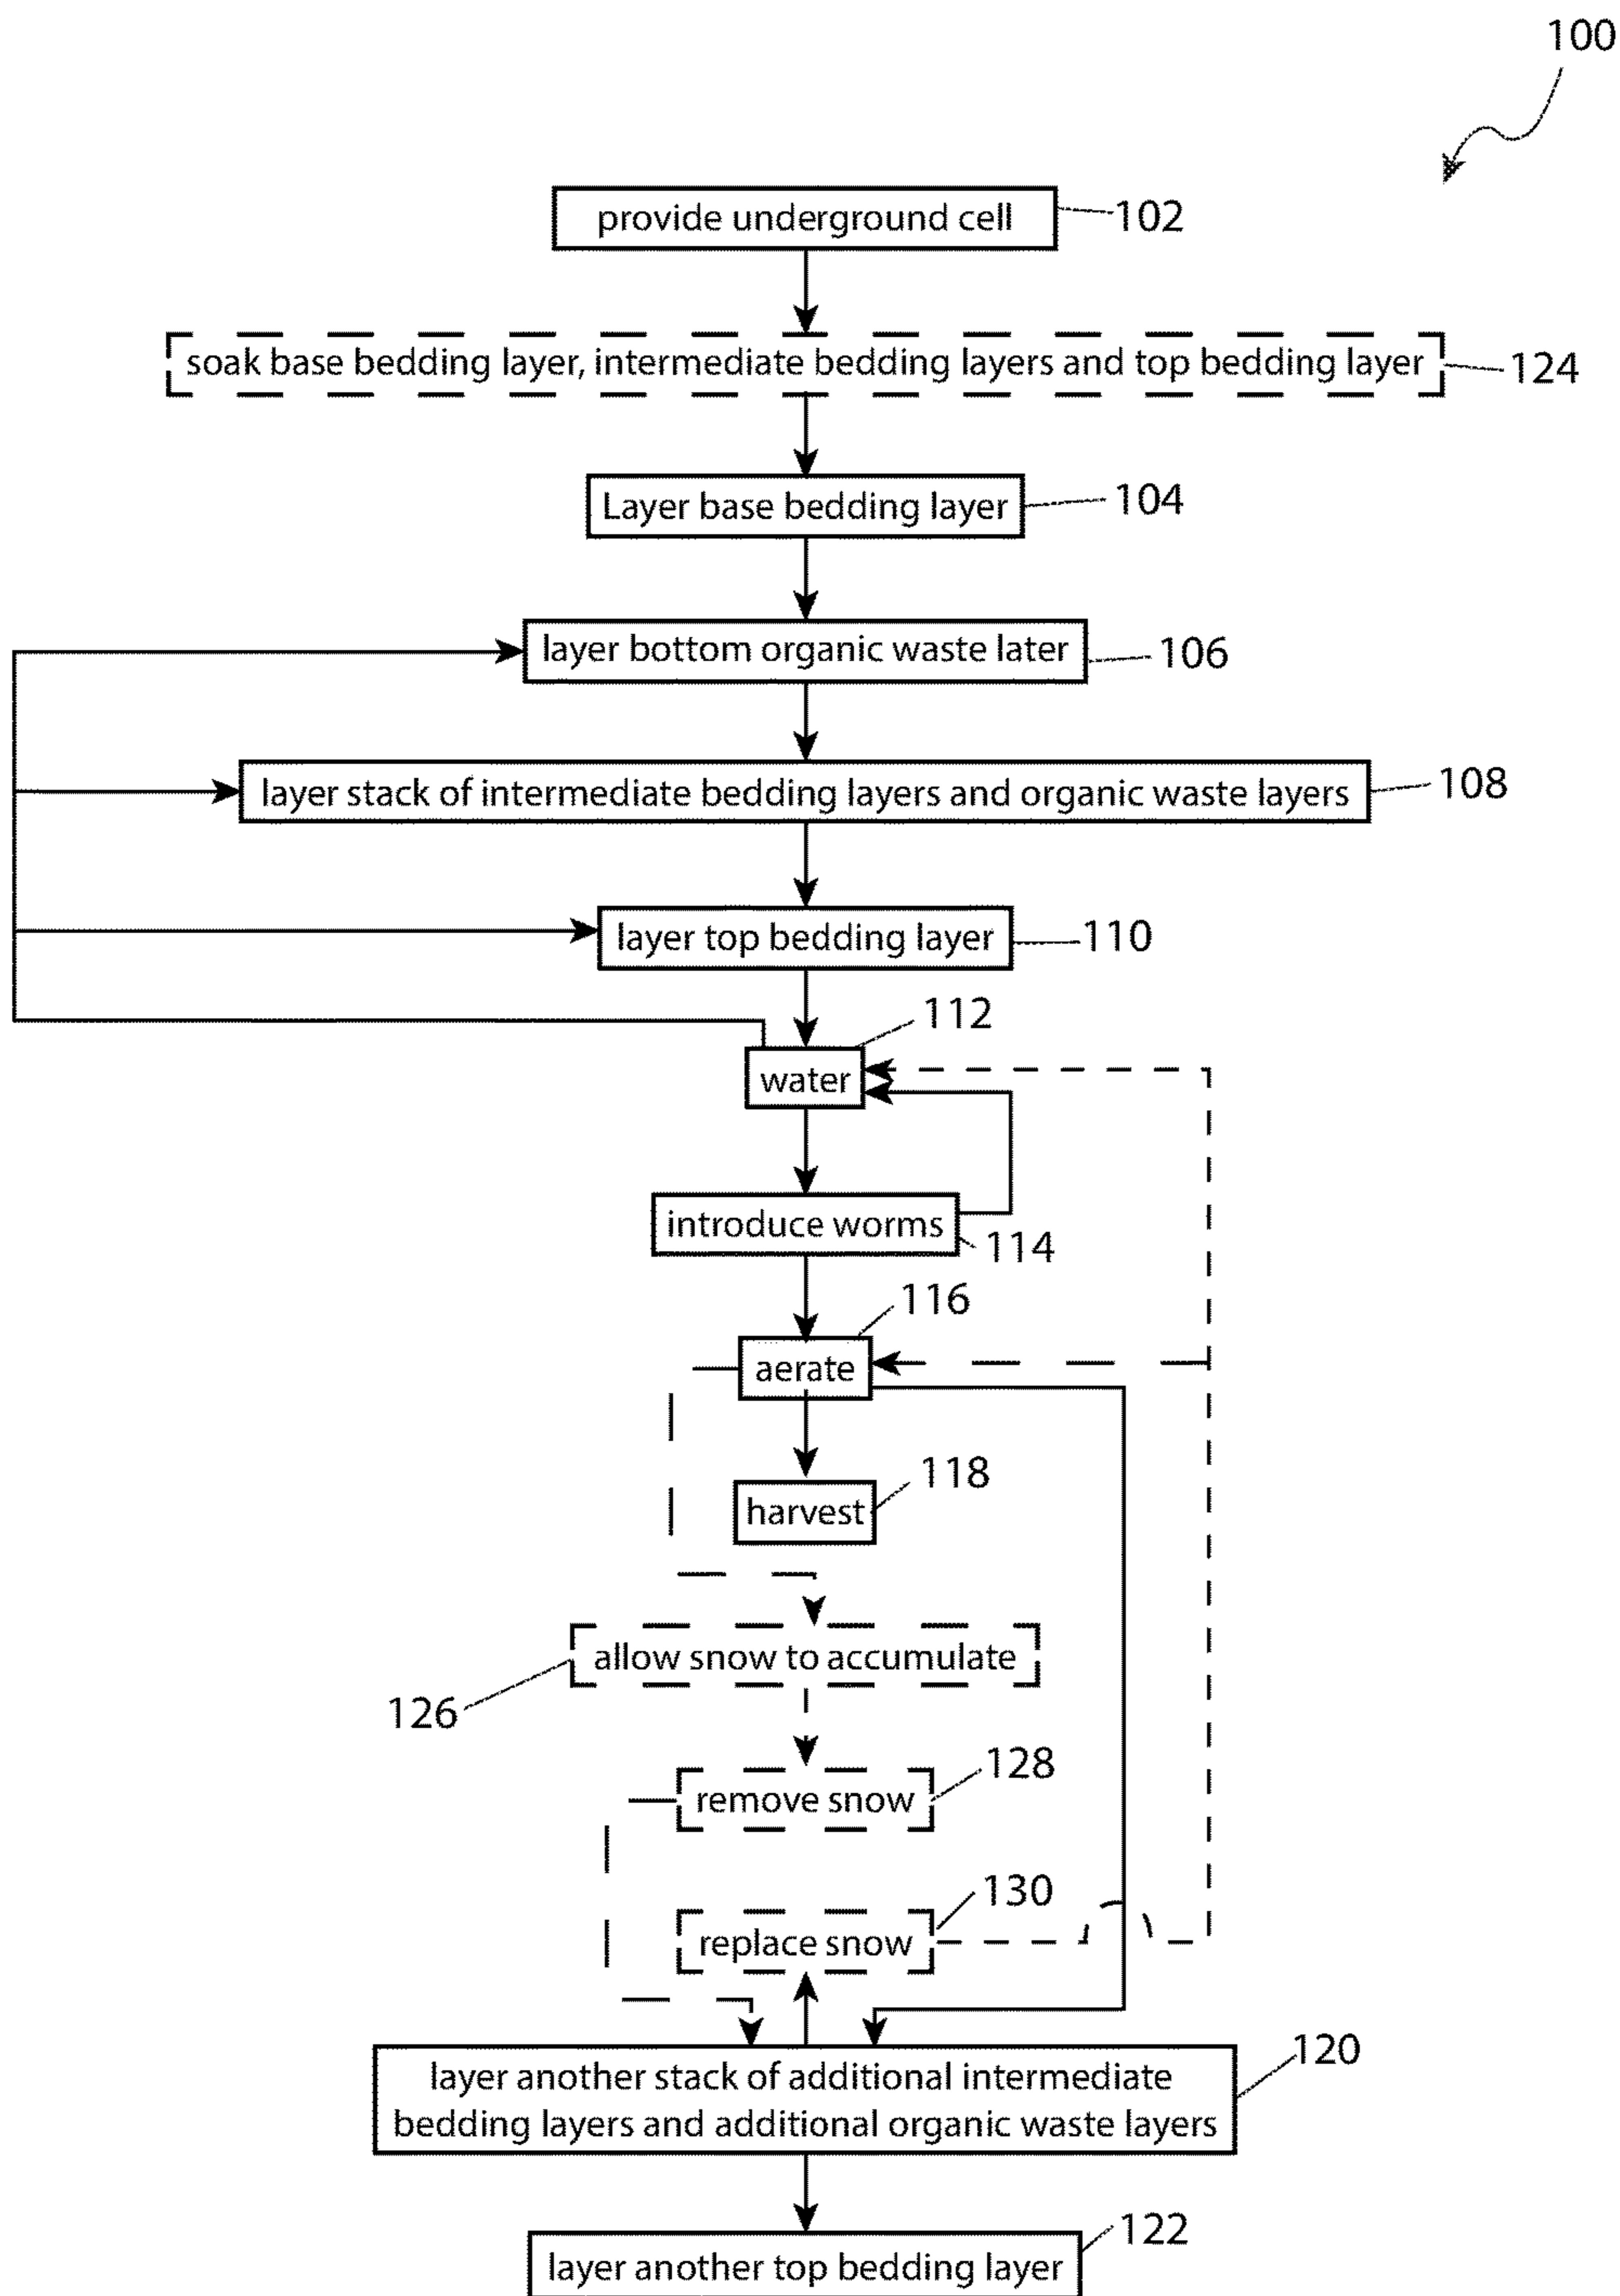 100
provide underground cell
102
soak base bedding layer, intermediate bedding layers and top bedding layer
124
Layer base bedding layer
104
layer bottom organic waste later
106
layer stack of intermediate bedding layers and organic waste layers
108
layer top bedding layer
110
112
water
introduce worms
114
116
aerate
118
harvest
allow snow to accumulate
126
128
remove snow
130
replace snow
120
layer another stack of additional intermediate
bedding layers and additional organic waste layers
122
layer another top bedding layer